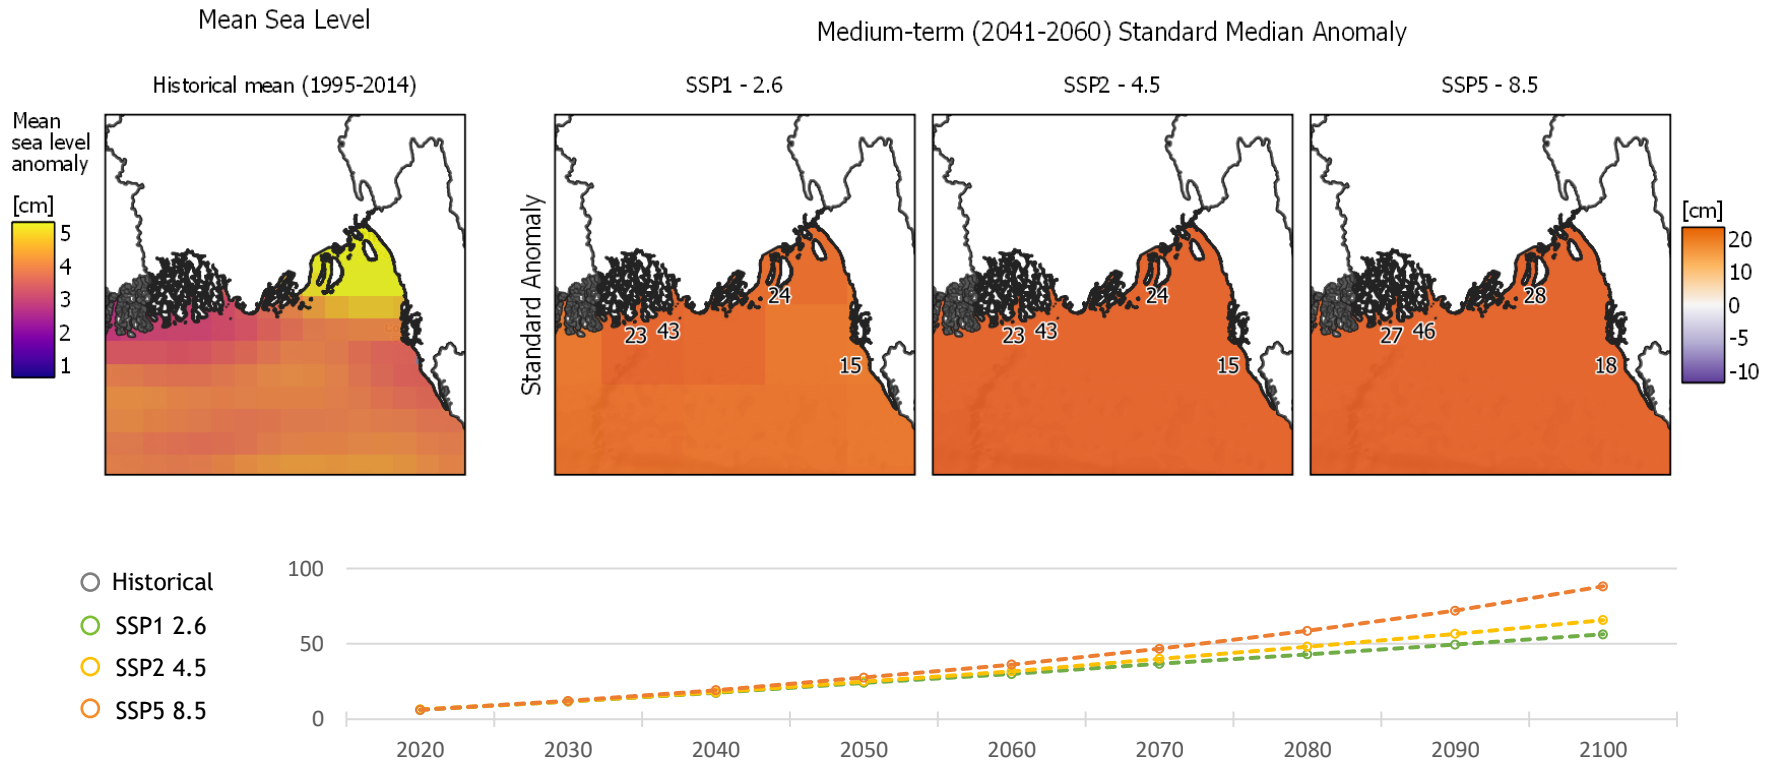 Mean Sea Level
Medium-term (2041-2060) Standard Median Anomaly
Historical mean (1995-2014)
SSP1 - 2.6
SSP2 - 4.5
SSP5 - 8.5
Mean
sea level
anomaly
[cm]
5
4
3
2
1
Standard Anomaly
24
23 43
15
24
23 43
15
28
27 46
18
[cm]
20
10
0
-5
-10
Historical
SSP1 2.6
SSP2 4.5
SSP5 8.5
100
50
0
2020 2030 2040 2050 2060 2070 2080 2090 2100